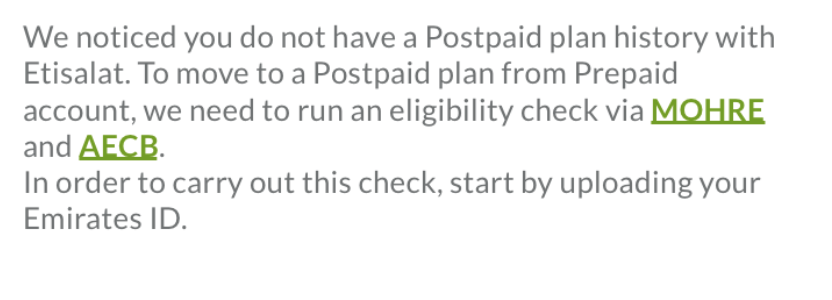 We noticed you do not have a Postpaid plan history with
Etisalat. To move to a Postpaid plan from Prepaid
account, we need to run an eligibility check via MOHRE
and AECB.
In order to carry out this check, start by uploading your
Emirates ID.